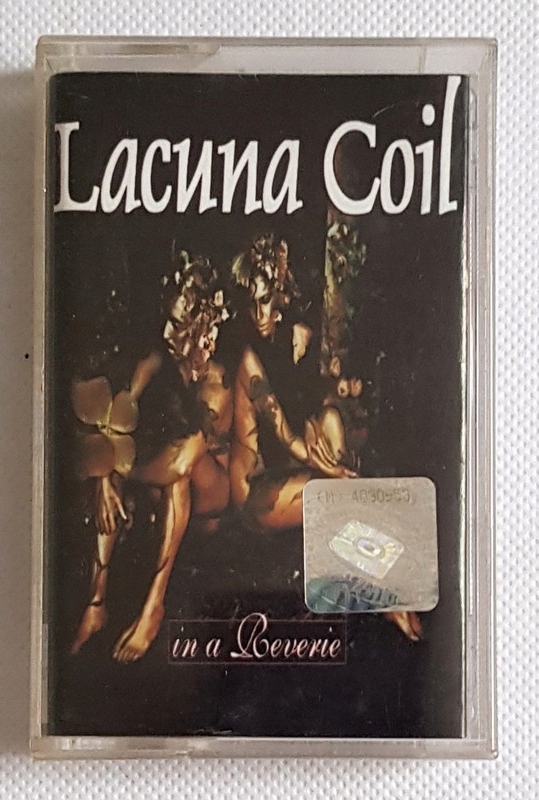 Lacuna Coil
in a Reverie